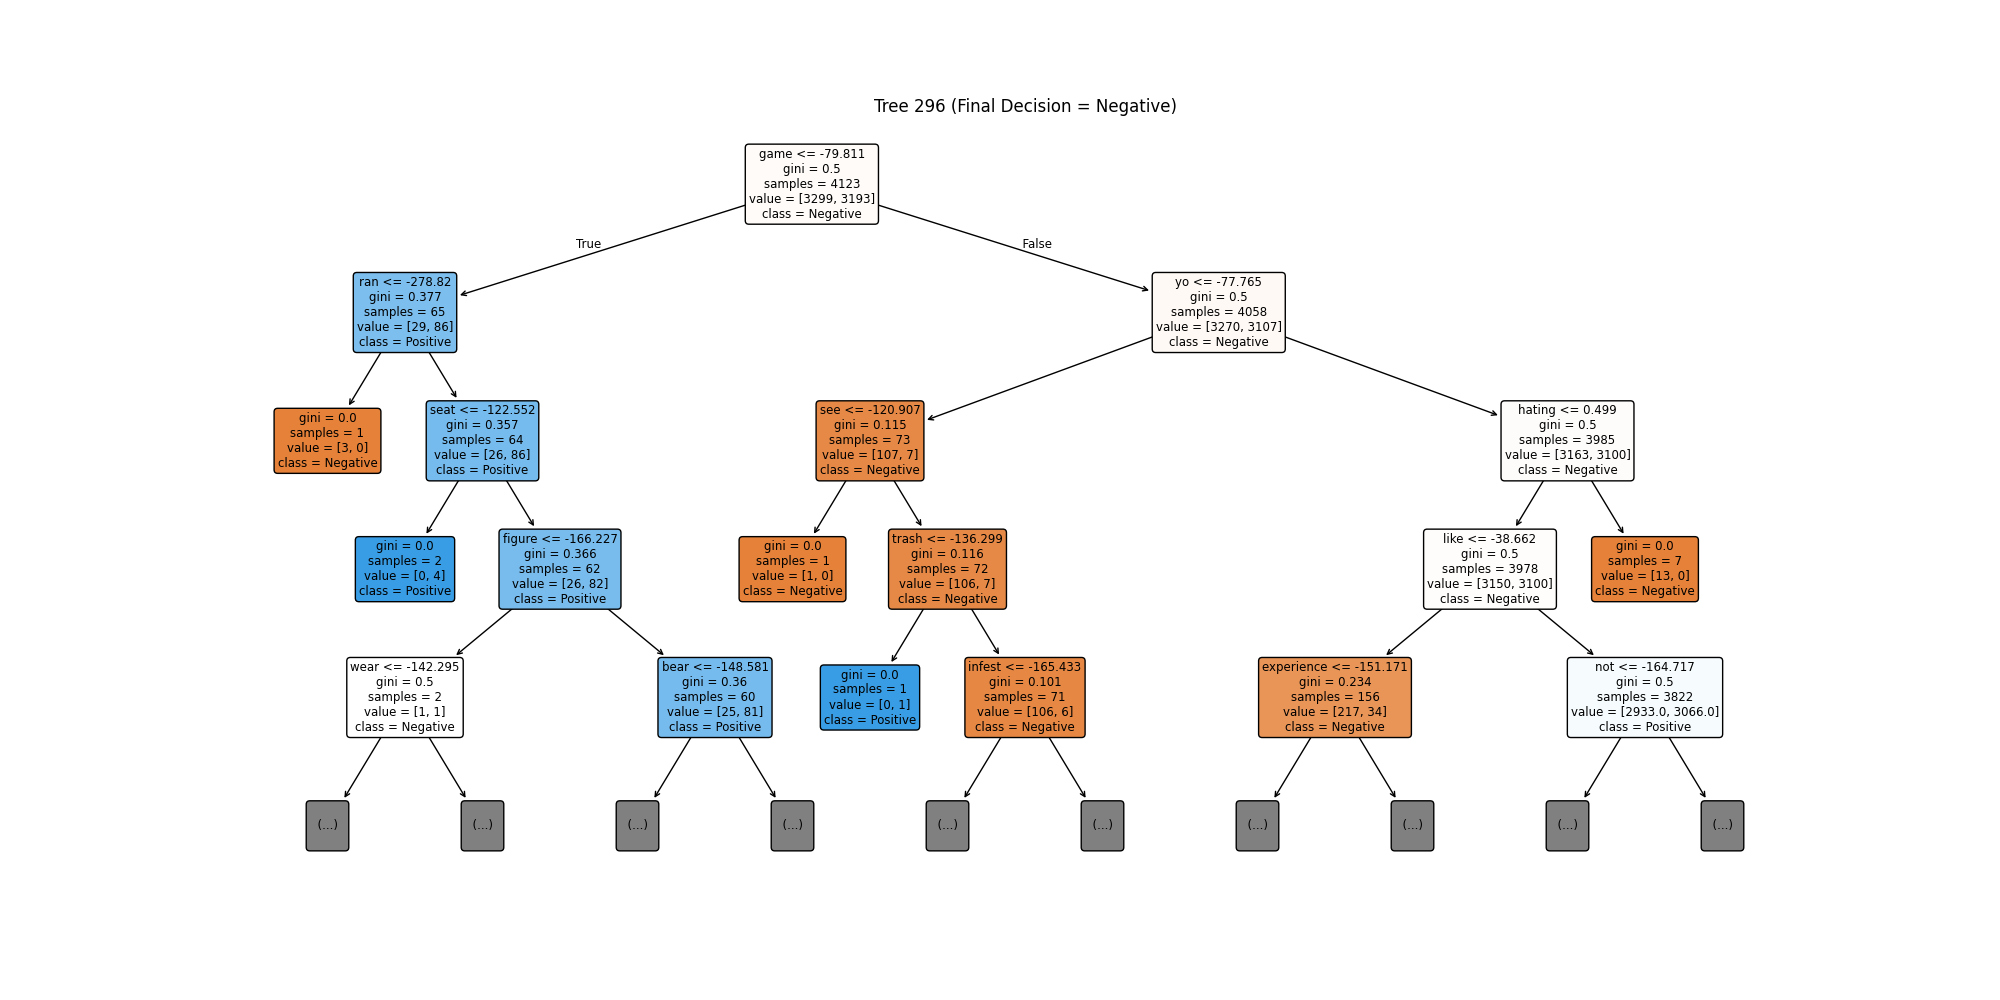 Tree 296 (Final Decision = Negative)
game <= -79.811
gini = 0.5
samples = 4123
value = [3299, 3193]
class = Negative
True
False
ran <= -278.82
gini = 0.377
samples = 65
value = [29, 86]
class = Positive
yo <= -77.765
gini = 0.5
samples = 4058
value = [3270, 3107]
class = Negative
gini = 0.0
samples = 1
value = [3, 0]
class = Negative
seat <= -122.552
gini = 0.357
samples = 64
value = [26, 86]
class = Positive
see <= -120.907
gini = 0.115
samples = 73
value = [107, 7]
class = Negative
hating <= 0.499
gini = 0.5
samples = 3985
value = [3163, 3100]
class = Negative
gini = 0.0
samples = 2
value = [0, 4]
class = Positive
figure <= -166.227
gini = 0.366
samples = 62
value = [26, 82]
class = Positive
gini = 0.0
samples = 1
value = [1, 0]
class = Negative
trash <= -136.299
gini = 0.116
samples = 72
value = [106, 7]
class = Negative
like <= -38.662
gini = 0.5
samples = 3978
value = [3150, 3100]
class = Negative
gini = 0.0
samples = 7
value = [13, 0]
class = Negative
wear <= -142.295
gini = 0.5
samples = 2
value = [1, 1]
class = Negative
bear <= -148.581
gini = 0.36
samples = 60
value = [25, 81]
class = Positive
gini = 0.0
samples = 1
value = [0, 1]
class = Positive
infest <= -165.433
gini = 0.101
samples = 71
value = [106, 6]
class = Negative
experience <= -151.171
gini = 0.234
samples = 156
value = [217, 34]
class = Negative
not <= -164.717
gini = 0.5
samples = 3822
value = [2933.0, 3066.0]
class = Positive
(...)
(...)
(...)
(...)
(...)
(...)
(...)
(...)
(...)
(...)